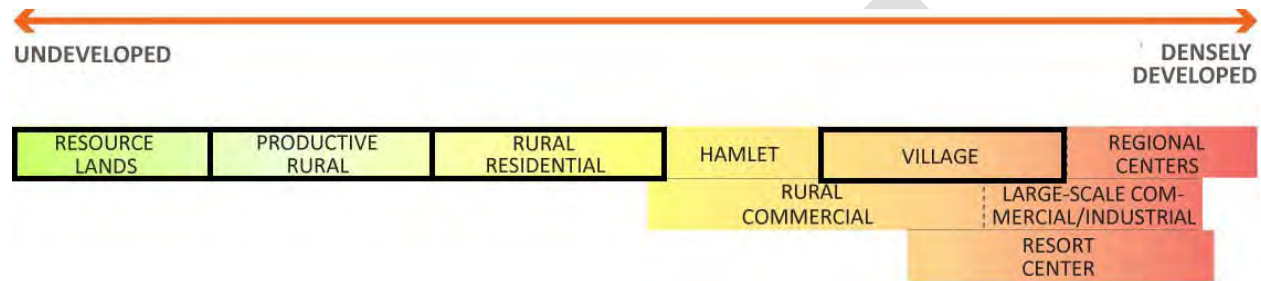 UNDEVELOPED
DENSELY
DEVELOPED
RESOURCE
LANDS
PRODUCTIVE
RURAL
RURAL
RESIDENTIAL
HAMLET
VILLAGE
REGIONAL
CENTERS
RURAL
COMMERCIAL
LARGE-SCALE COM-
MERCIAL/INDUSTRIAL
RESORT
CENTER